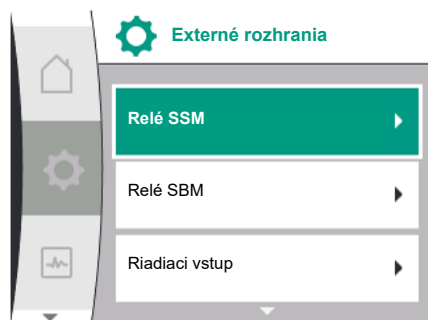 Externé rozhrania
Relé SSM
Relé SBM
Riadiaci vstup